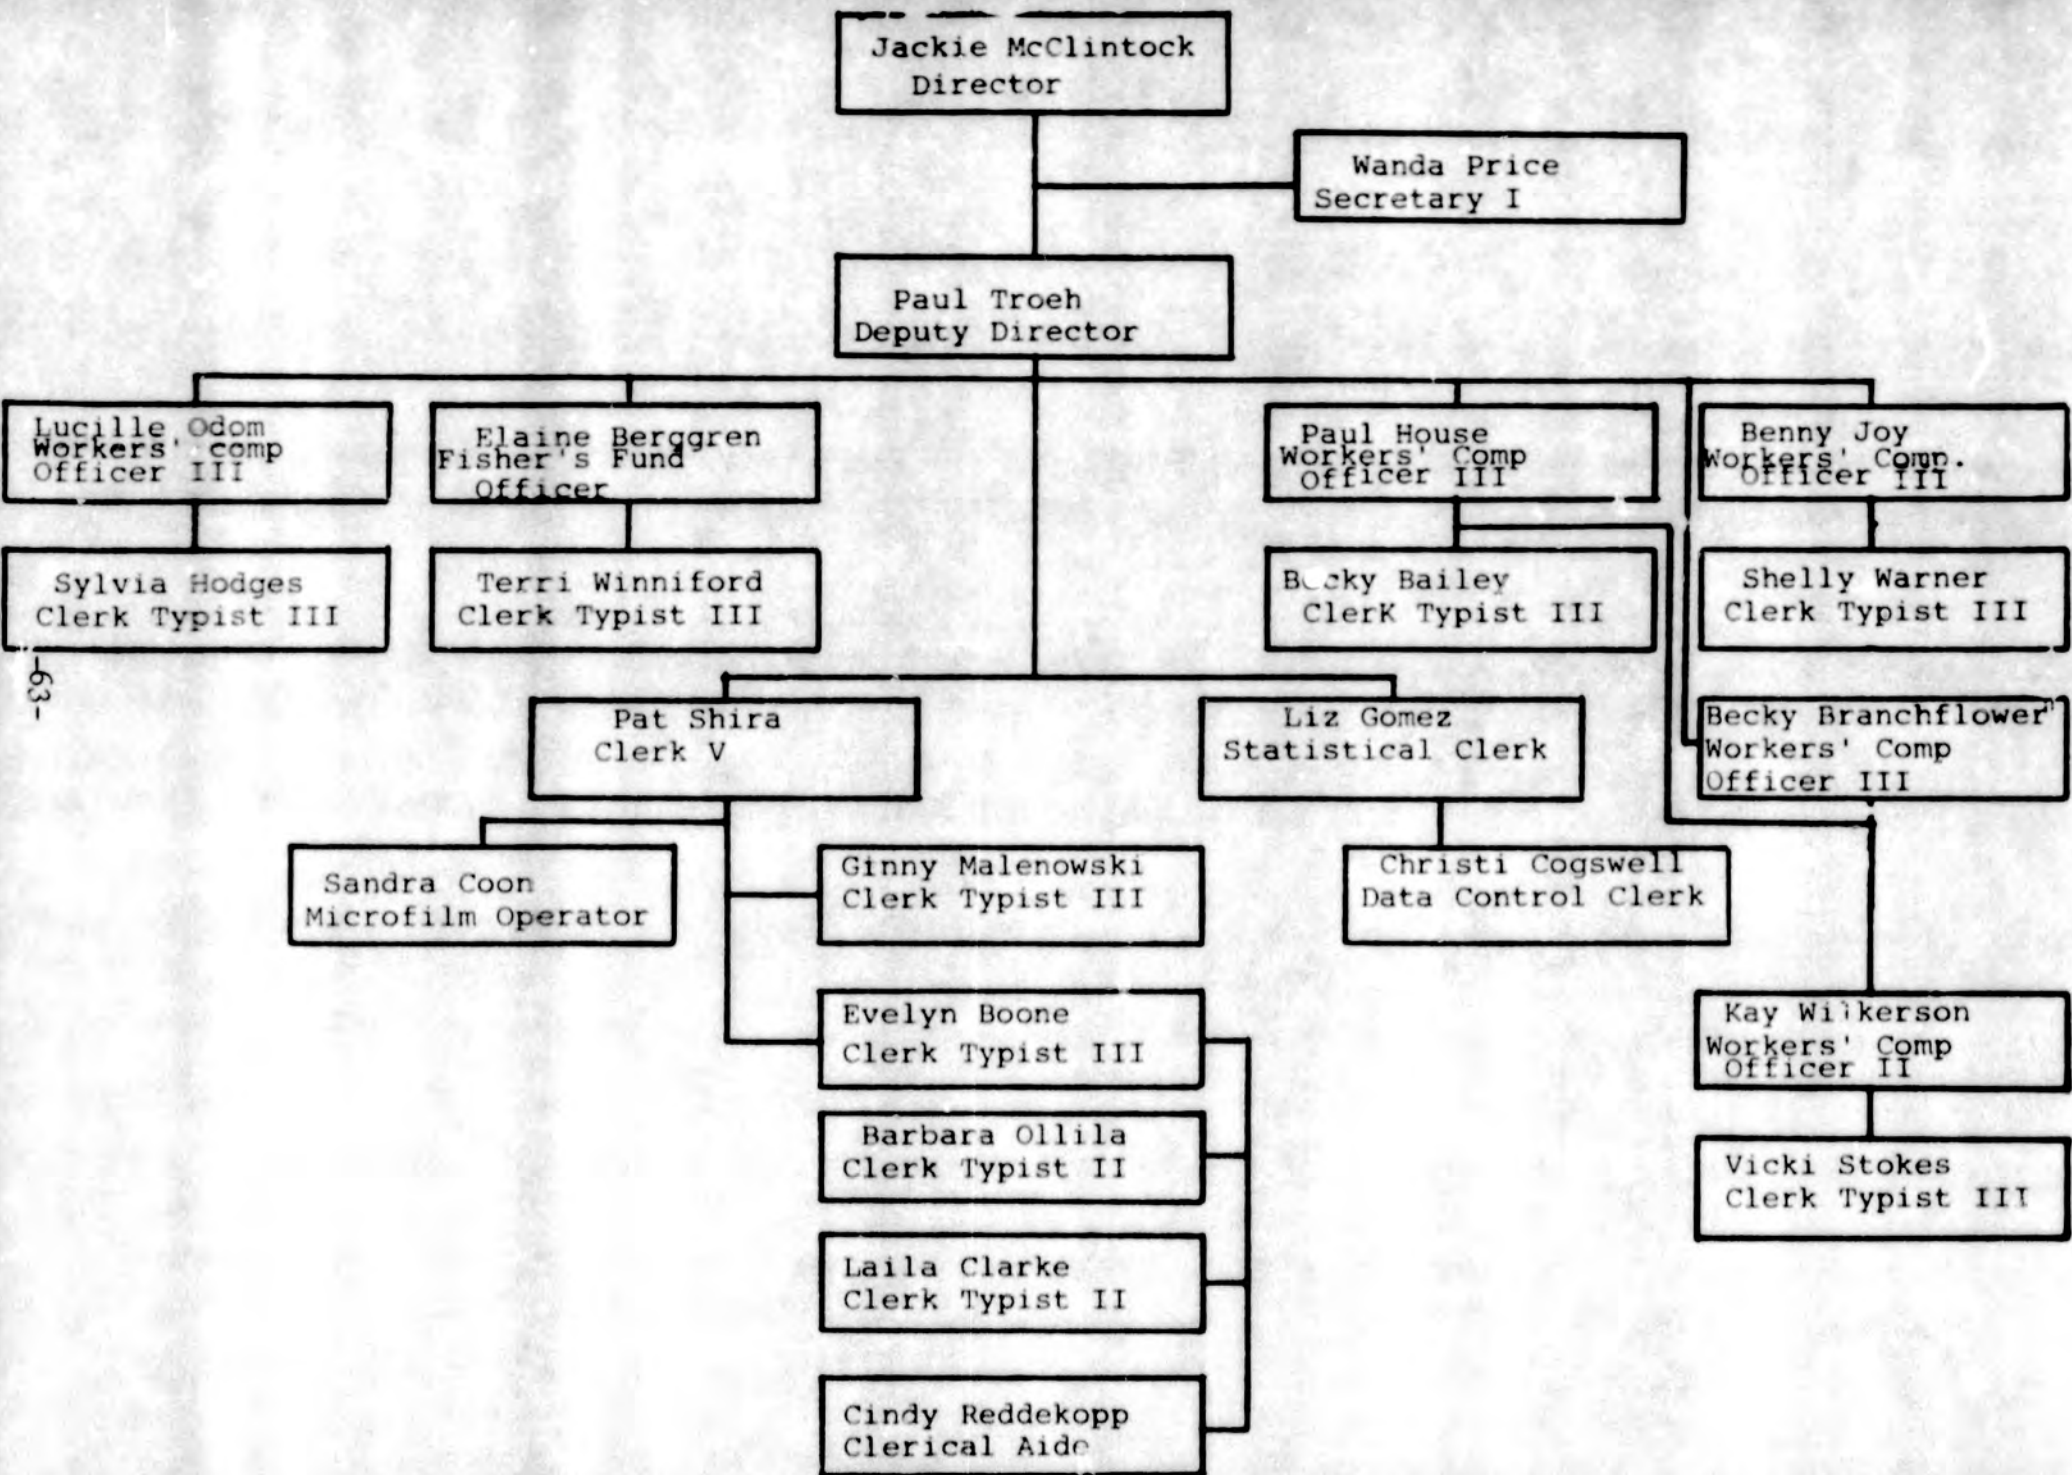 Jackie McClintock
Director
Wanda Price
Secretary I
Paul Troeh
Deputy Director
Lucille Odom
Workers' comp
Officer III
Elaine Berggren
Fisher's Fund
Officer
Paul House
Workers' Comp
Officer III
Benny Joy
Workers' Comp.
Officer III
Sylvia Hodges
Clerk Typist III
Terri Winniford
Clerk Typist III
Becky Bailey
ClerK Typist III
Shelly Warner
Clerk Typist III
-63-
Pat Shira
Clerk V
Liz Gomez
Statistical Clerk
Becky Branchflower
Workers' Comp
Officer III
Sandra Coon
Microfilm Operator
Ginny Malenowski
Clerk Typist III
Christi Cogswell
Data Control Clerk
Evelyn Boone
Clerk Typist III
Kay Wilkerson
Workers' Comp
Officer II
Barbara Ollila
Clerk Typist II
Vicki Stokes
Clerk Typist III
Laila Clarke
Clerk Typist II
Cindy Reddekopp
Clerical Aide